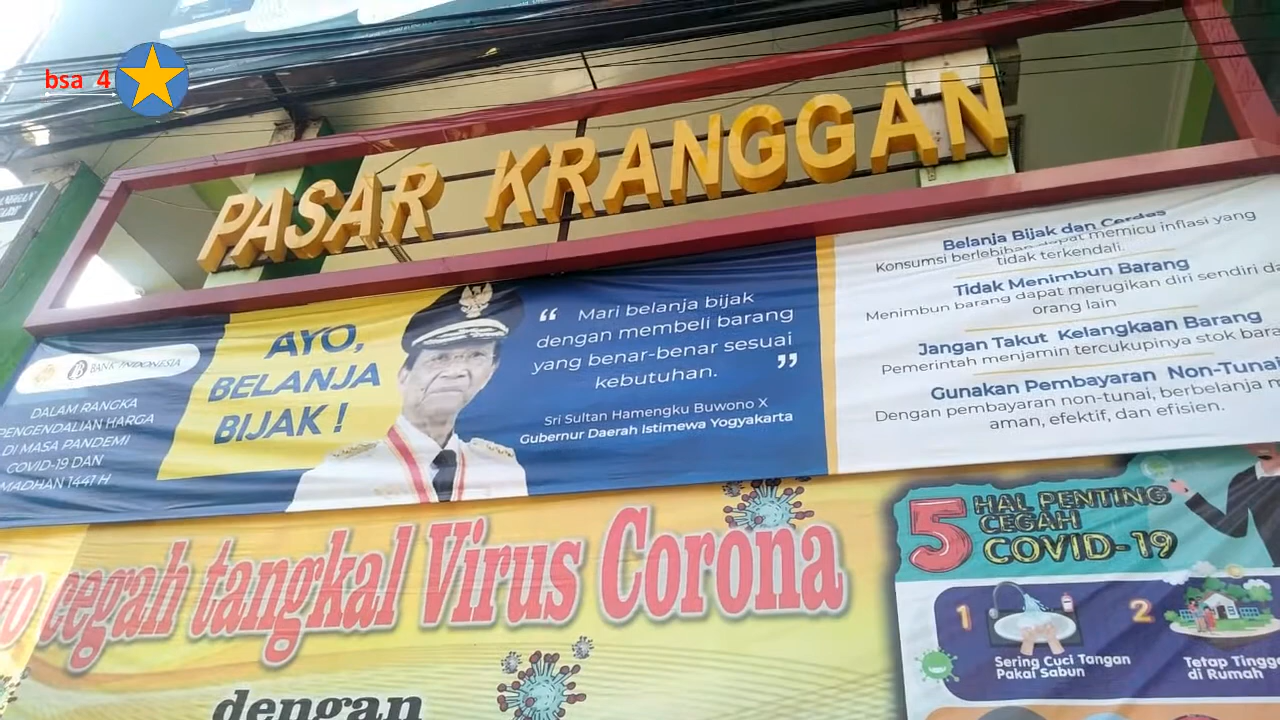 bsa 4
PASAR KRANGGAN
BANK INDONESIA
DALAM RANGKA
PENGENDALIAN HARGA
DI MASA PANDEMI
COVID-19 DAN
MADHAN 1441 H
AYO,
BELANJA
BIJAK !
“ Mari belanja bijak
dengan membeli barang
yang benar-benar sesuai
kebutuhan. ”
Sri Sultan Hamengku Buwono X
Gubernur Daerah Istimewa Yogyakarta
Belanja Bijak dan Cerdas
Konsumsi berlebihan dapat memicu inflasi yang
tidak terkendali.
Tidak Menimbun Barang
Menimbun barang dapat merugikan diri sendiri da
orang lain
Jangan Takut Kelangkaan Barang
Pemerintah menjamin tercukupinya stok bara
Gunakan Pembayaran Non-Tunai
Dengan pembayaran non-tunai, berbelanja m
aman, efektif, dan efisien.
cegah tangkal Virus Corona
dengan
5 HAL PENTING
CEGAH
COVID-19
1
Sering Cuci Tangan
Pakai Sabun
2
Tetap Tingga
di Rumah